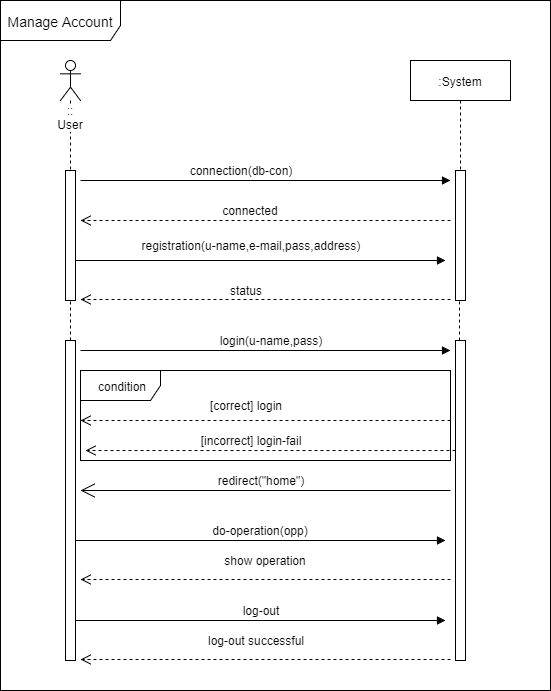 Manage Account
:System
::
User
connection(db-con)
connected
registration(u-name,e-mail,pass,address)
status
login(u-name,pass)
condition
[correct] login
[incorrect] login-fail
redirect("home")
do-operation(opp)
show operation
log-out
log-out successful